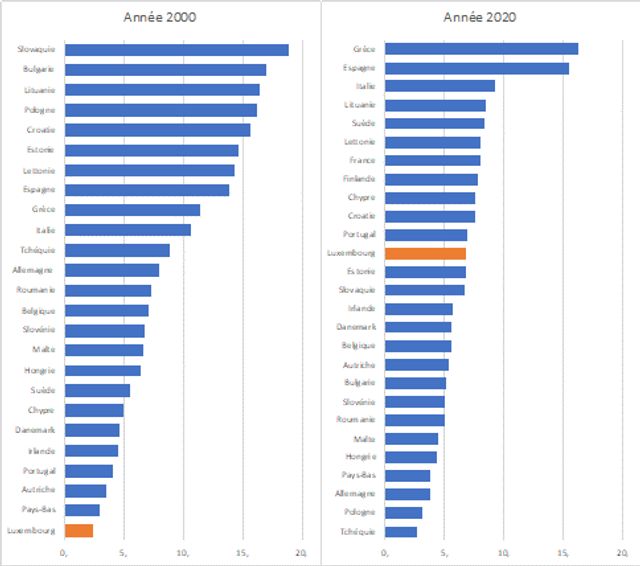 Année 2000
Slovaquie
Bulgarie
Lituanie
Pologne
Croatie
Estonie
Lettonie
Espagne
Grèce
Italie
Tchéquie
Allemagne
Roumanie
Belgique
Slovénie
Malte
Hongrie
Suède
Chypre
Danemark
Irlande
Portugal
Autriche
Pays-Bas
Luxembourg
0, 5, 10, 15, 20,
Année 2020
Grèce
Espagne
Italie
Lituanie
Suède
Lettonie
France
Finlande
Chypre
Croatie
Portugal
Luxembourg
Estonie
Slovaquie
Irlande
Danemark
Belgique
Autriche
Bulgarie
Slovénie
Roumanie
Malte
Hongrie
Pays-Bas
Allemagne
Pologne
Tchéquie
0, 5, 10, 15, 20,